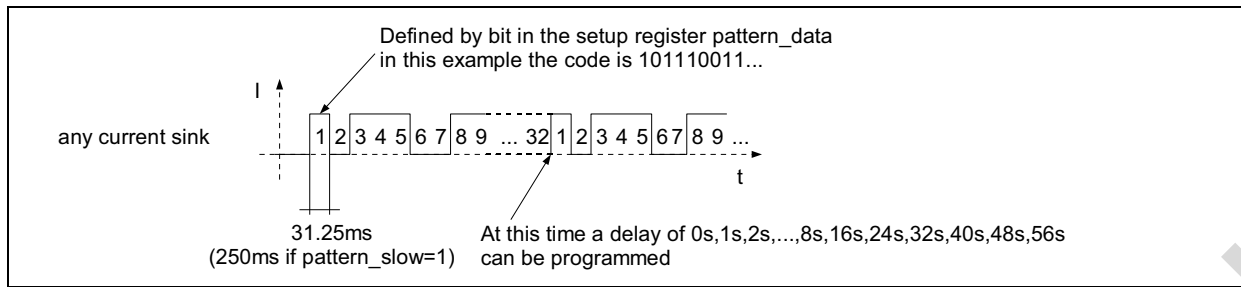 Defined by bit in the setup register pattern_data
in this example the code is 101110011...
I
any current sink
1 2 3 4 5 6 7 8 9 ... 32 1 2 3 4 5 6 7 8 9 ...
t
31.25ms
(250ms if pattern_slow=1)
At this time a delay of 0s,1s,2s,...,8s,16s,24s,32s,40s,48s,56s
can be programmed